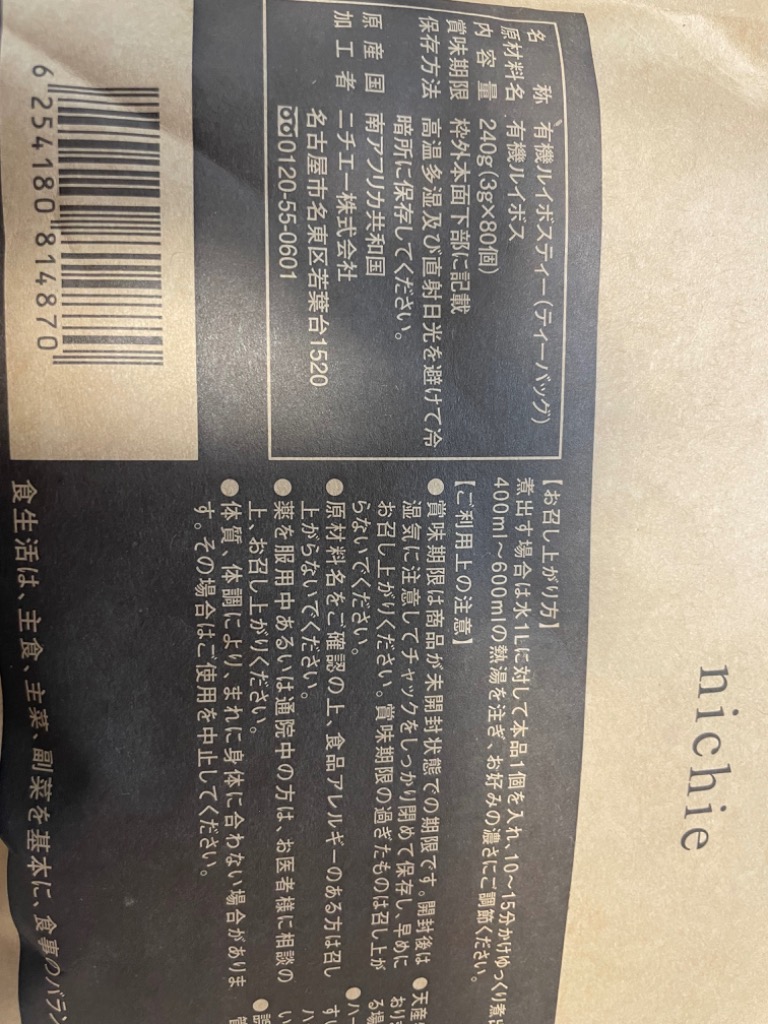 nichie
名称 有機ルイボスティー(ティーバッグ)
原材料名 有機ルイボス
内容量 240g(3g×80個)
賞味期限 枠外本面下部に記載
保存方法 高温多湿及び直射日光を避けて冷
暗所に保存してください。
原産国 南アフリカ共和国
加工者 ニチエー株式会社
名古屋市名東区若葉台1520
0120-55-0601
6 254180 814870
【お召し上がり方】
煮出す場合は水1Lに対して本品1個を入れ、10〜15分かけゆっくり煮出
400ml〜600mlの熱湯を注ぎ、お好みの濃さにご調節ください。
【ご利用上の注意】
●賞味期限は商品が未開封状態での期限です。開封後は
湿気に注意してチャックをしっかり閉めて保存し、早めに
お召し上がりください。賞味期限の過ぎたものは召し上が
らないでください。
●原材料名をご確認の上、食品アレルギーのある方は召し
上がらないでください。
●薬を服用中あるいは通院中の方は、お医者様に相談の
上、お召し上がりください。
●体質、体調により、まれに身体に合わない場合がありま
す。その場合はご使用を中止してください。
●天産
おり
る場
●ハー
すい
ハ
い
食生活は、主食、主菜、副菜を基本に、食事のバラン